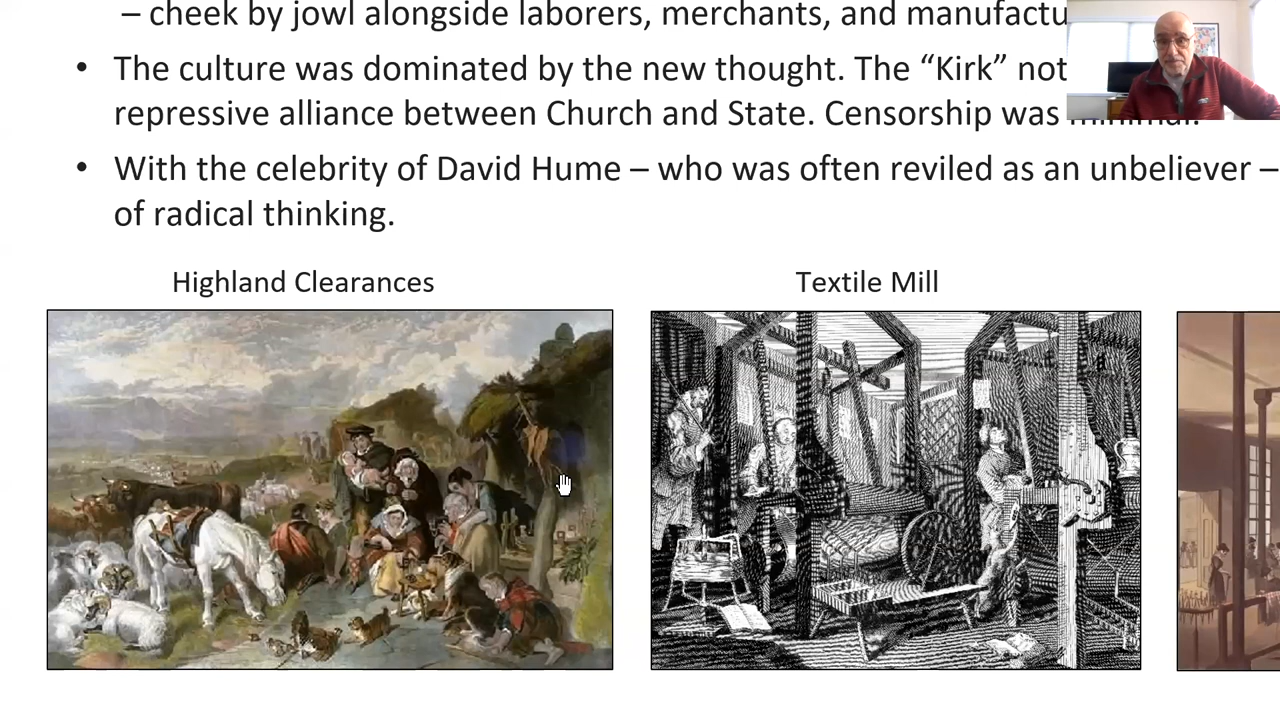 – cheek by jowl alongside laborers, merchants, and manufactu
• The culture was dominated by the new thought. The “Kirk” not
repressive alliance between Church and State. Censorship was
• With the celebrity of David Hume – who was often reviled as an unbeliever –
of radical thinking.
Highland Clearances
Textile Mill